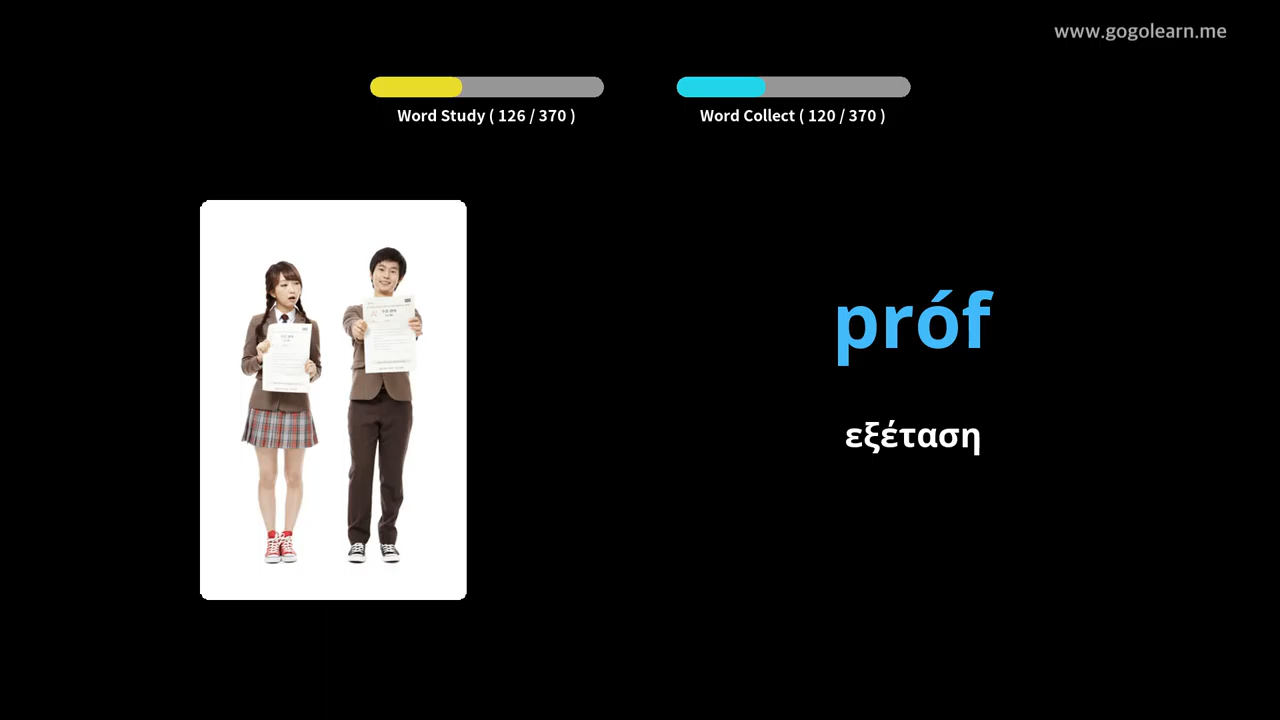 www.gogolearn.me
Word Study ( 126 / 370 )
Word Collect ( 120 / 370 )
próf
εξέταση